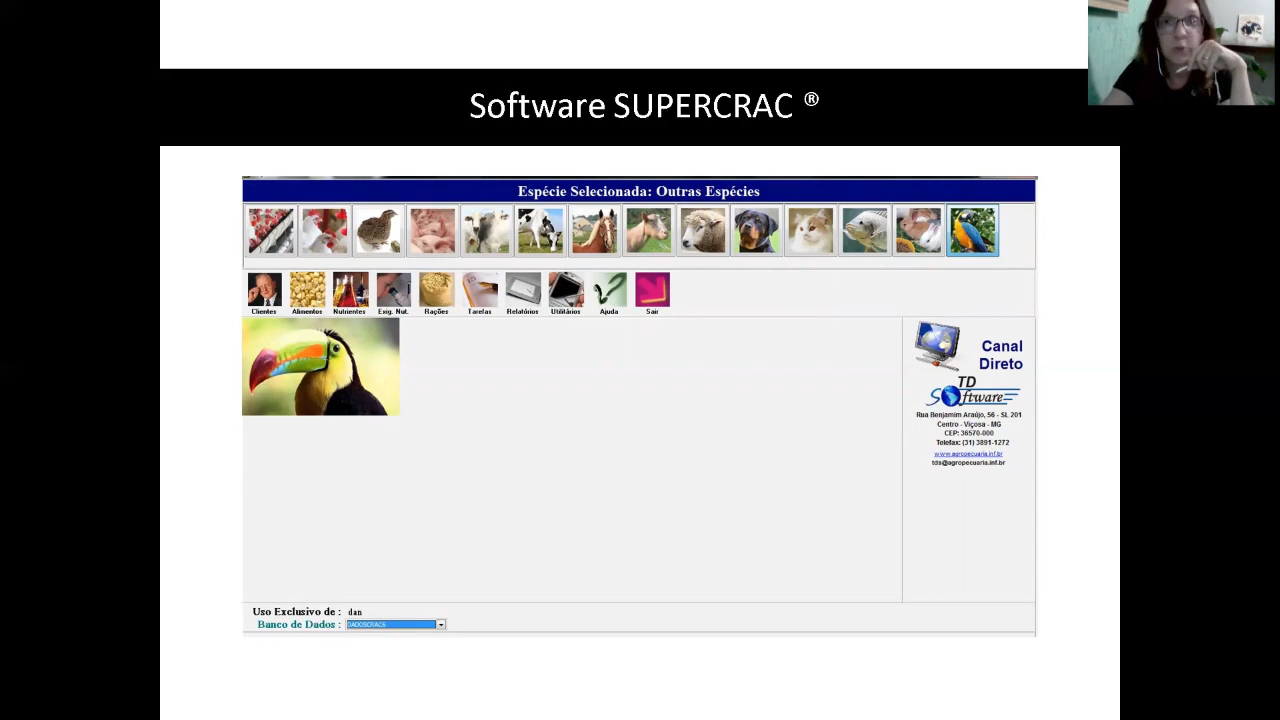 Software SUPERCRAC ®
Espécie Selecionada: Outras Espécies
Clientes
Alimentos
Nutrientes
Exig. Nut.
Rações
Tarefas
Relatórios
Utilitários
Ajuda
Sair
Canal
Direto
TD
Software
Rua Benjamim Araújo, 56 - SL 201
Centro - Viçosa - MG
CEP: 36570-000
Telefax: (31) 3891-1272
www.agropecuaria.inf.br
tds@agropecuaria.inf.br
Uso Exclusivo de : dan
Banco de Dados :